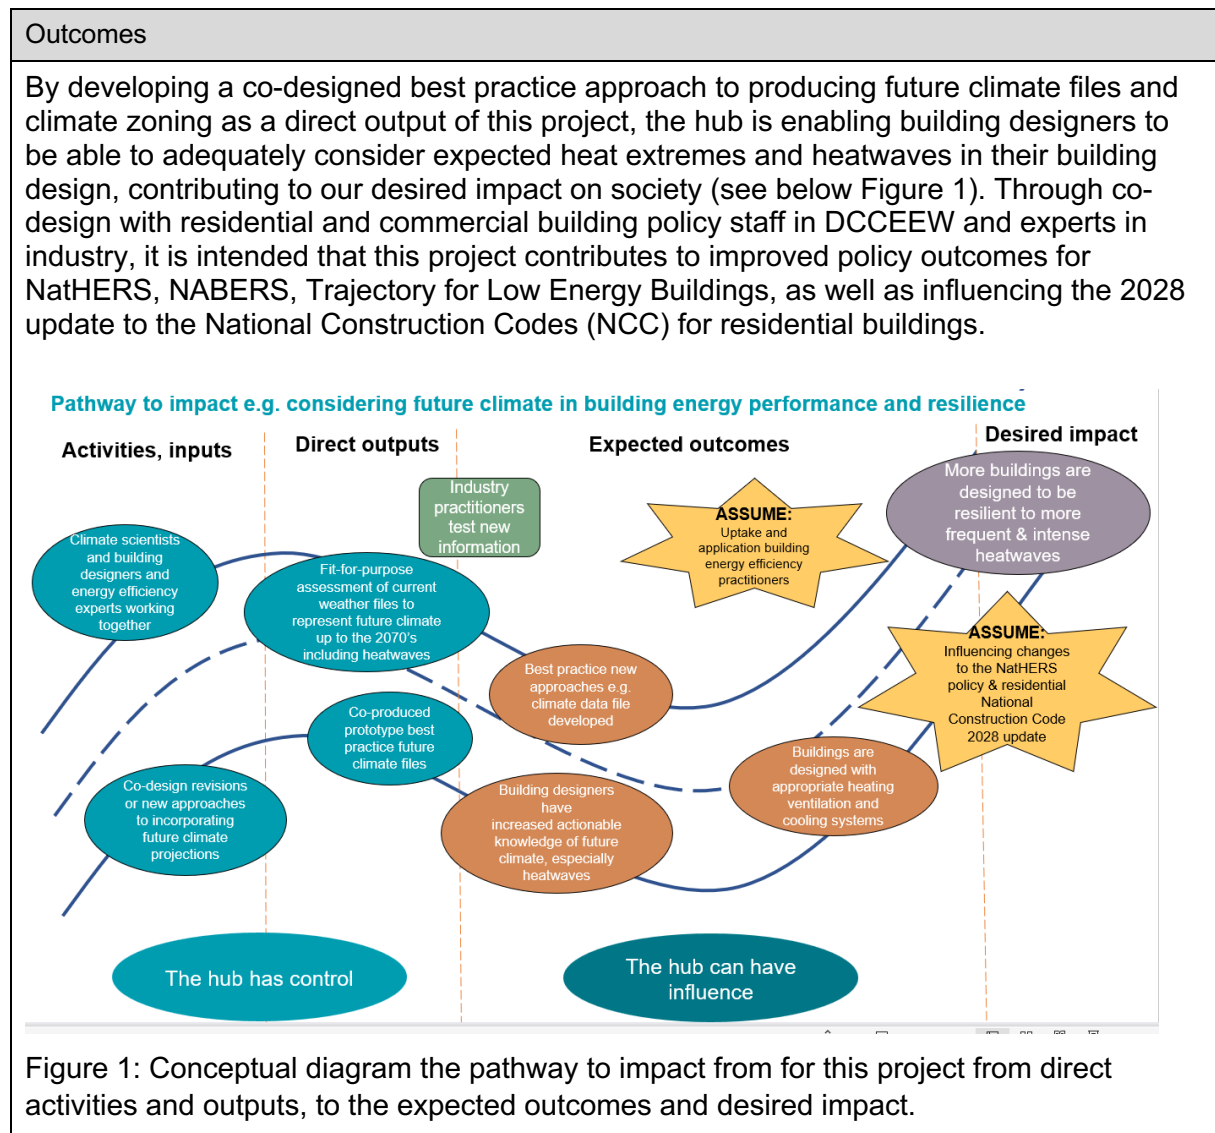 Outcomes
By developing a co-designed best practice approach to producing future climate files and
climate zoning as a direct output of this project, the hub is enabling building designers to
be able to adequately consider expected heat extremes and heatwaves in their building
design, contributing to our desired impact on society (see below Figure 1). Through co-
design with residential and commercial building policy staff in DCCEEW and experts in
industry, it is intended that this project contributes to improved policy outcomes for
NatHERS, NABERS, Trajectory for Low Energy Buildings, as well as influencing the 2028
update to the National Construction Codes (NCC) for residential buildings.
Pathway to impact e.g. considering future climate in building energy performance and resilience
Activities, inputs
Direct outputs
Expected outcomes
Desired impact
Climate scientists
and building
designers and
energy efficiency
experts working
together
Co-design revisions
or new approaches
to incorporating
future climate
projections
Industry
practitioners
test new
information
Fit-for-purpose
assessment of current
weather files to
represent future climate
up to the 2070's
including heatwaves
Co-produced
prototype best
practice future
climate files
Best practice new
approaches e.g.
climate data file
developed
Building designers
have
increased actionable
knowledge of future
climate, especially
heatwaves
ASSUME:
Uptake and
application building
energy efficiency
practitioners
Buildings are
designed with
appropriate heating
ventilation and
cooling systems
More buildings are
designed to be
resilient to more
frequent & intense
heatwaves
ASSUME:
Influencing changes
to the NatHERS
policy & residential
National
Construction Code
2028 update
The hub has control
The hub can have
influence
Figure 1: Conceptual diagram the pathway to impact from for this project from direct
activities and outputs, to the expected outcomes and desired impact.